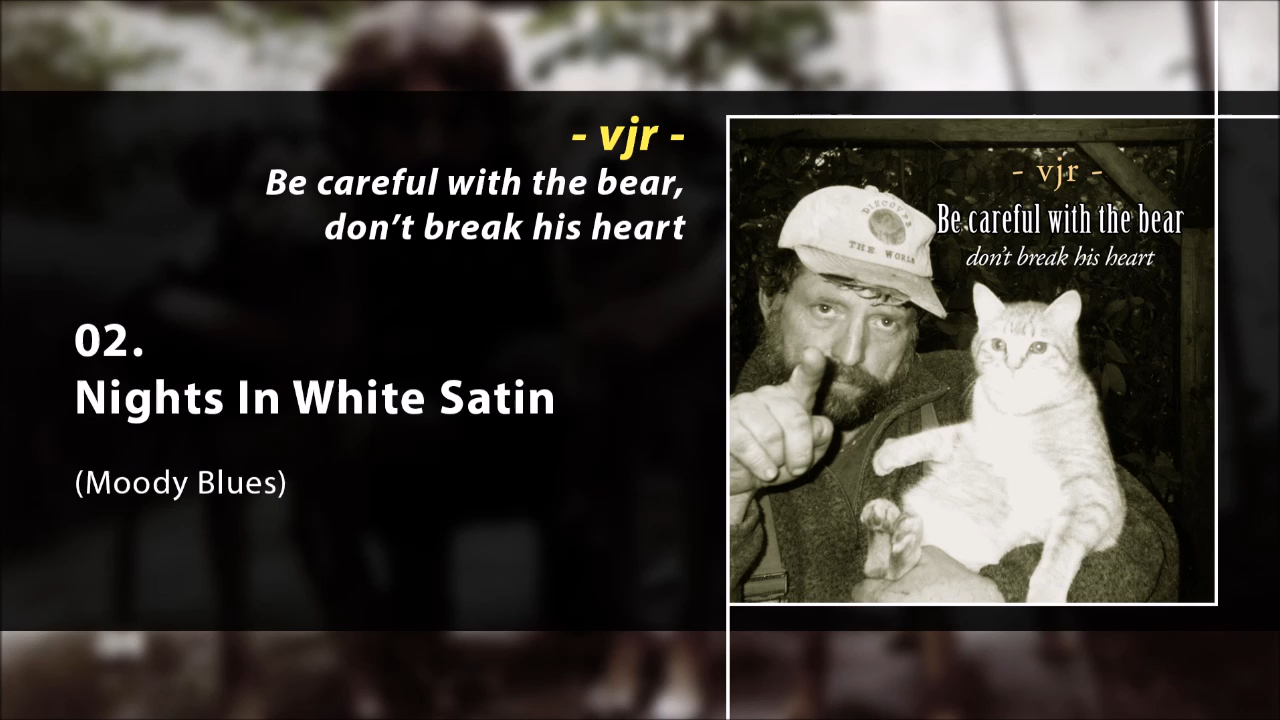 - vjr -
Be careful with the bear,
don’t break his heart
02.
Nights In White Satin
(Moody Blues)
- vjr -
Be careful with the bear
don't break his heart
DISCOVER
THE WORLD